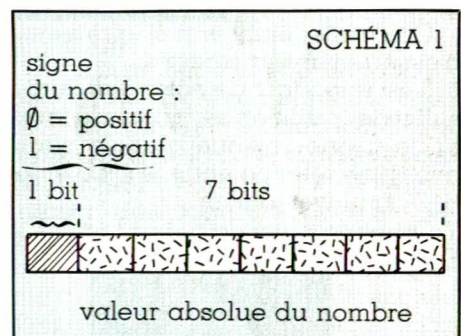 SCHÉMA 1
signe
du nombre :
Ø = positif
1 = négatif
1 bit 7 bits
valeur absolue du nombre